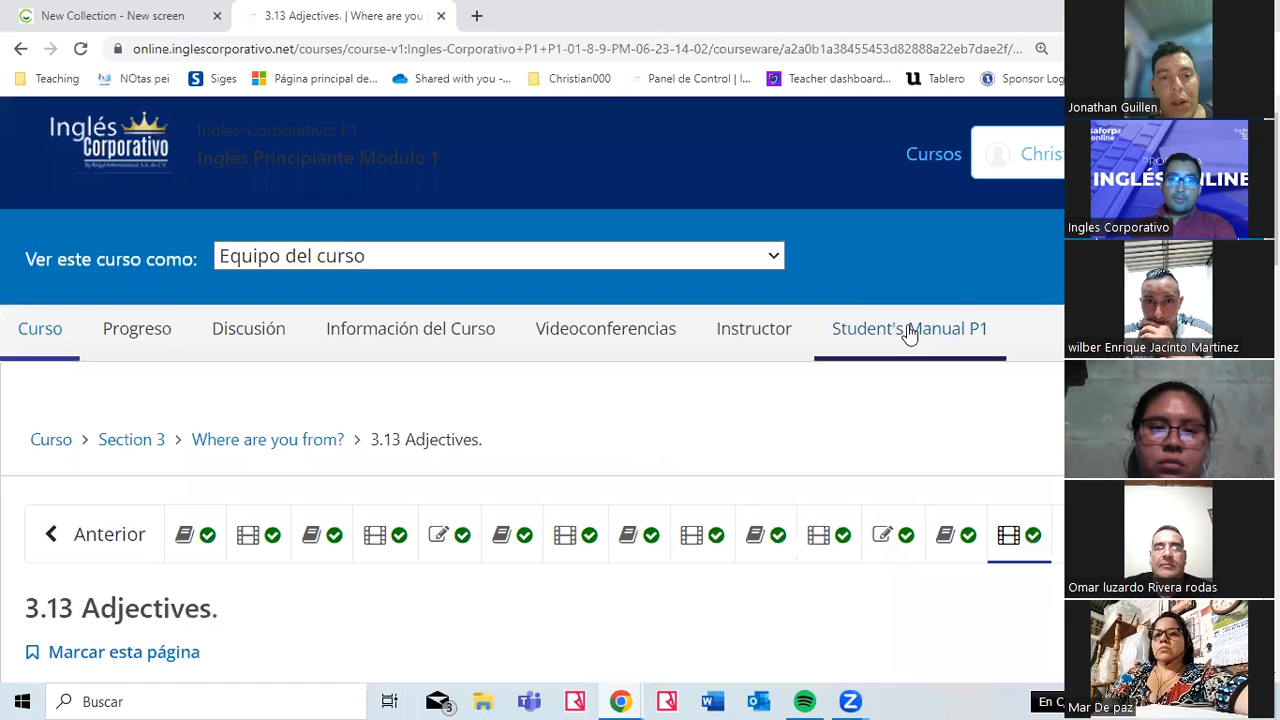 New Collection - New screen
3.13 Adjectives. | Where are you
online.inglescorporativo.net/courses/course-v1:Ingles-Corporativo+P1+P1-01-8-9-PM-06-23-14-02/courseware/a2a0b1a38455453d82888a22eb7dae2f/...
Teaching
NOtas pei
Siges
Página principal de...
Shared with you -...
Christian000
Panel de Control | I...
Teacher dashboard...
Tablero
Sponsor Log
Inglés Corporativo
Ingles-Corporativo: P1
Inglés Principiante Módulo 1
Cursos
Christ
Ver este curso como:
Equipo del curso
Curso
Progreso
Discusión
Información del Curso
Videoconferencias
Instructor
Student's Manual P1
Curso > Section 3 > Where are you from? > 3.13 Adjectives.
Anterior
3.13 Adjectives.
Marcar esta página
Buscar
3
En C
Jonathan Guillen
INGLÉS ONLINE
Ingles Corporativo
wilber Enrique Jacinto Martinez
Omar luzardo Rivera rodas
Mar De paz